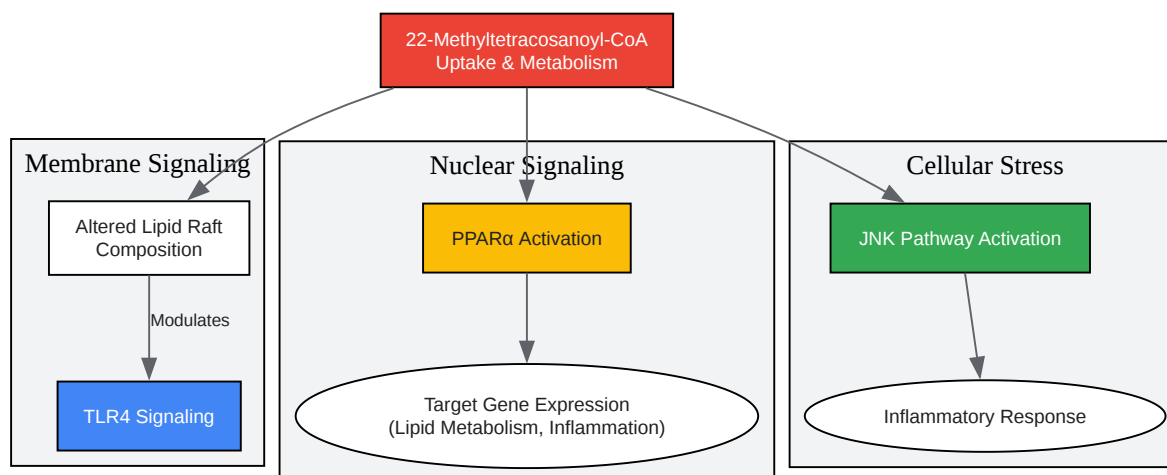 22-Methyltetracosanoyl-CoA
Uptake & Metabolism
Membrane Signaling
Nuclear Signaling
Cellular Stress
Altered Lipid Raft
Composition
PPARα Activation
JNK Pathway Activation
Modulates
TLR4 Signaling
Target Gene Expression
(Lipid Metabolism, Inflammation)
Inflammatory Response